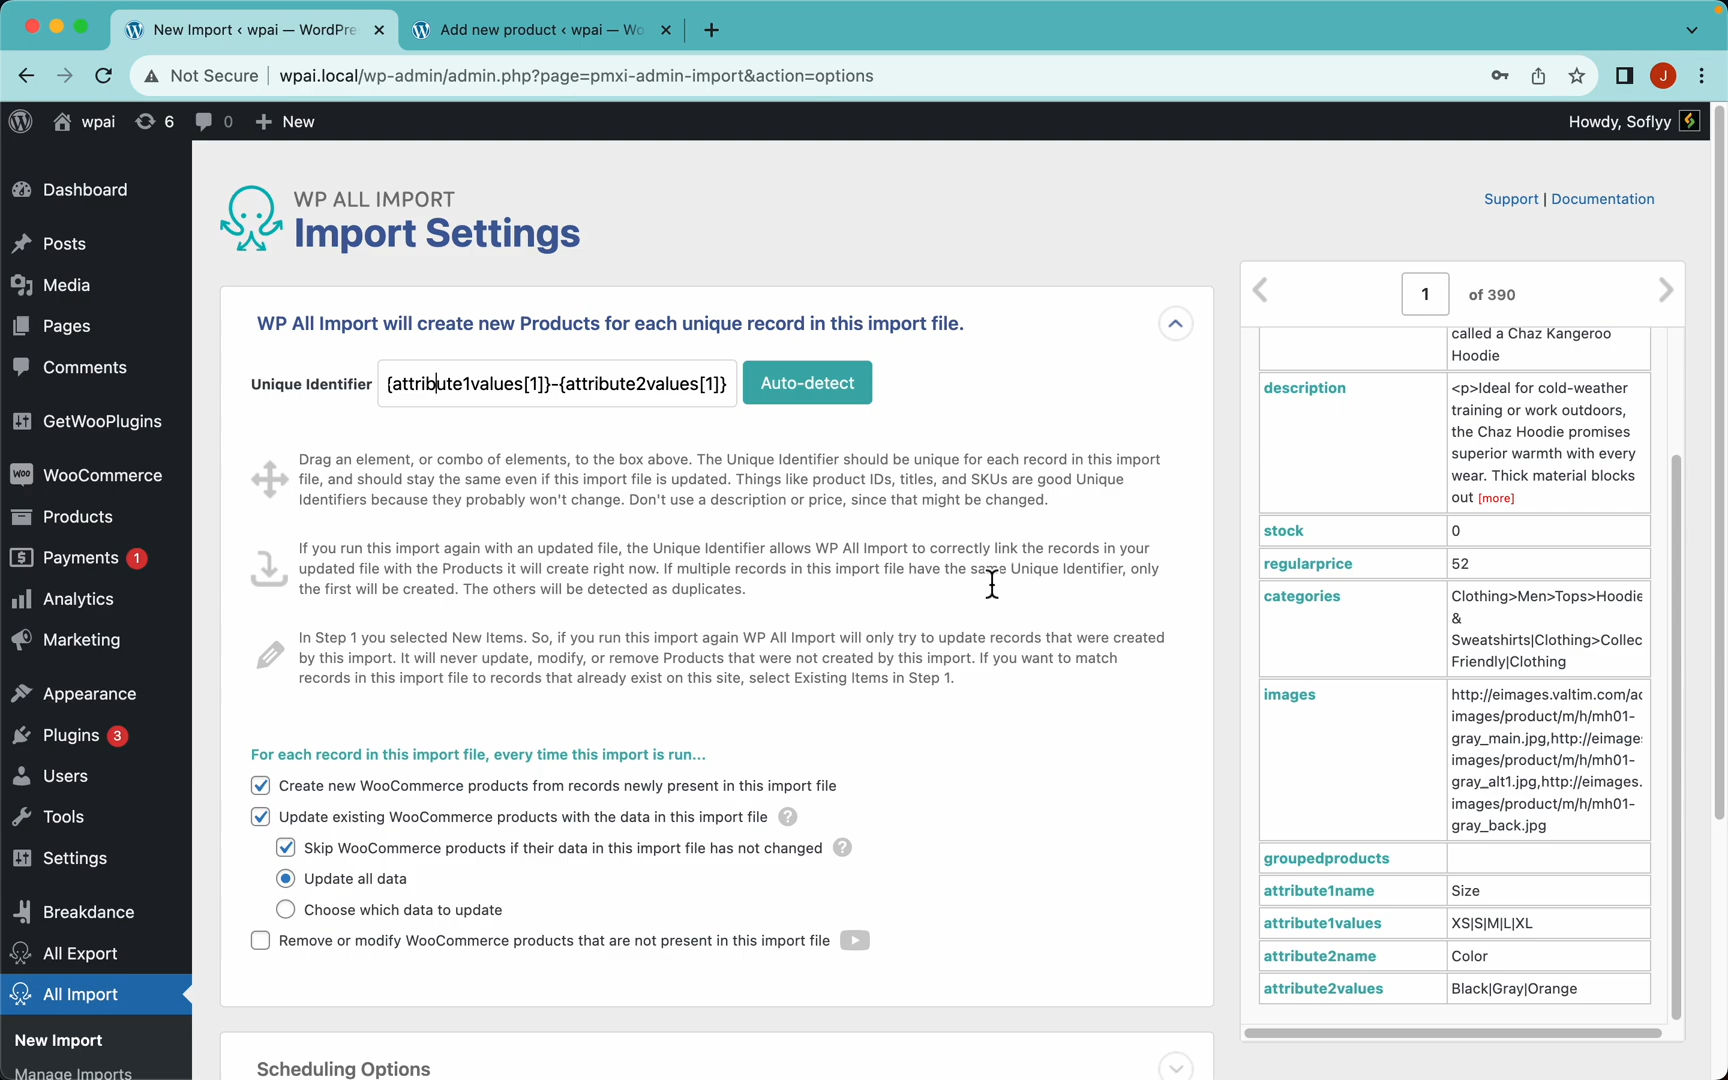 New Import ‹ wpai — WordPre
Add new product ‹ wpai — Wo
Not Secure
wpai.local/wp-admin/admin.php?page=pmxi-admin-import&action=options
J
wpai
6
0
New
Howdy, Soflyy
Dashboard
Posts
Media
Pages
Comments
GetWooPlugins
WooCommerce
Products
Payments 1
Analytics
Marketing
Appearance
Plugins 3
Users
Tools
Settings
Breakdance
All Export
All Import
New Import
Manage Imports
WP ALL IMPORT
Import Settings
Support | Documentation
WP All Import will create new Products for each unique record in this import file.
Unique Identifier
{attribute1values[1]}-{attribute2values[1]}
Auto-detect
Drag an element, or combo of elements, to the box above. The Unique Identifier should be unique for each record in this import
file, and should stay the same even if this import file is updated. Things like product IDs, titles, and SKUs are good Unique
Identifiers because they probably won't change. Don't use a description or price, since that might be changed.
If you run this import again with an updated file, the Unique Identifier allows WP All Import to correctly link the records in your
updated file with the Products it will create right now. If multiple records in this import file have the same Unique Identifier, only
the first will be created. The others will be detected as duplicates.
In Step 1 you selected New Items. So, if you run this import again WP All Import will only try to update records that were created
by this import. It will never update, modify, or remove Products that were not created by this import. If you want to match
records in this import file to records that already exist on this site, select Existing Items in Step 1.
For each record in this import file, every time this import is run...
Create new WooCommerce products from records newly present in this import file
Update existing WooCommerce products with the data in this import file ?
Skip WooCommerce products if their data in this import file has not changed ?
Update all data
Choose which data to update
Remove or modify WooCommerce products that are not present in this import file
Scheduling Options
1 of 390
called a Chaz Kangeroo
Hoodie
description
<p>Ideal for cold-weather
training or work outdoors,
the Chaz Hoodie promises
superior warmth with every
wear. Thick material blocks
out [more]
stock 0
regularprice 52
categories
Clothing>Men>Tops>Hoodie
&
Sweatshirts|Clothing>Collec
Friendly|Clothing
images
http://eimages.valtim.com/ac
images/product/m/h/mh01-
gray_main.jpg,http://eimage:
images/product/m/h/mh01-
gray_alt1.jpg,http://eimages.
images/product/m/h/mh01-
gray_back.jpg
groupedproducts
attribute1name Size
attribute1values XS|S|M|L|XL
attribute2name Color
attribute2values Black|Gray|Orange